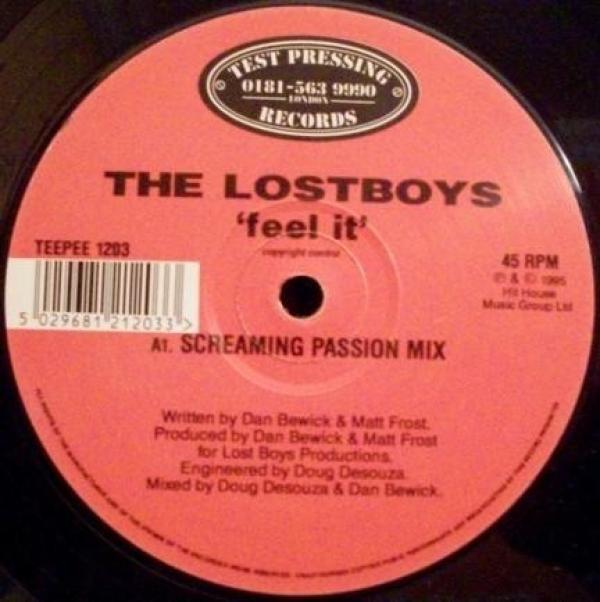 TEST PRESSING
0181-563 9990
LONDON
RECORDS
THE LOSTBOYS
'feel it'
copyright control
TEEPEE 1203
45 RPM
℗ & © 1995
Hit House
Music Group Ltd
5 029681 212033 >
A1. SCREAMING PASSION MIX
Written by Dan Bewick & Matt Frost.
Produced by Dan Bewick & Matt Frost
for Lost Boys Productions.
Engineered by Doug Desouza.
Mixed by Doug Desouza & Dan Bewick.